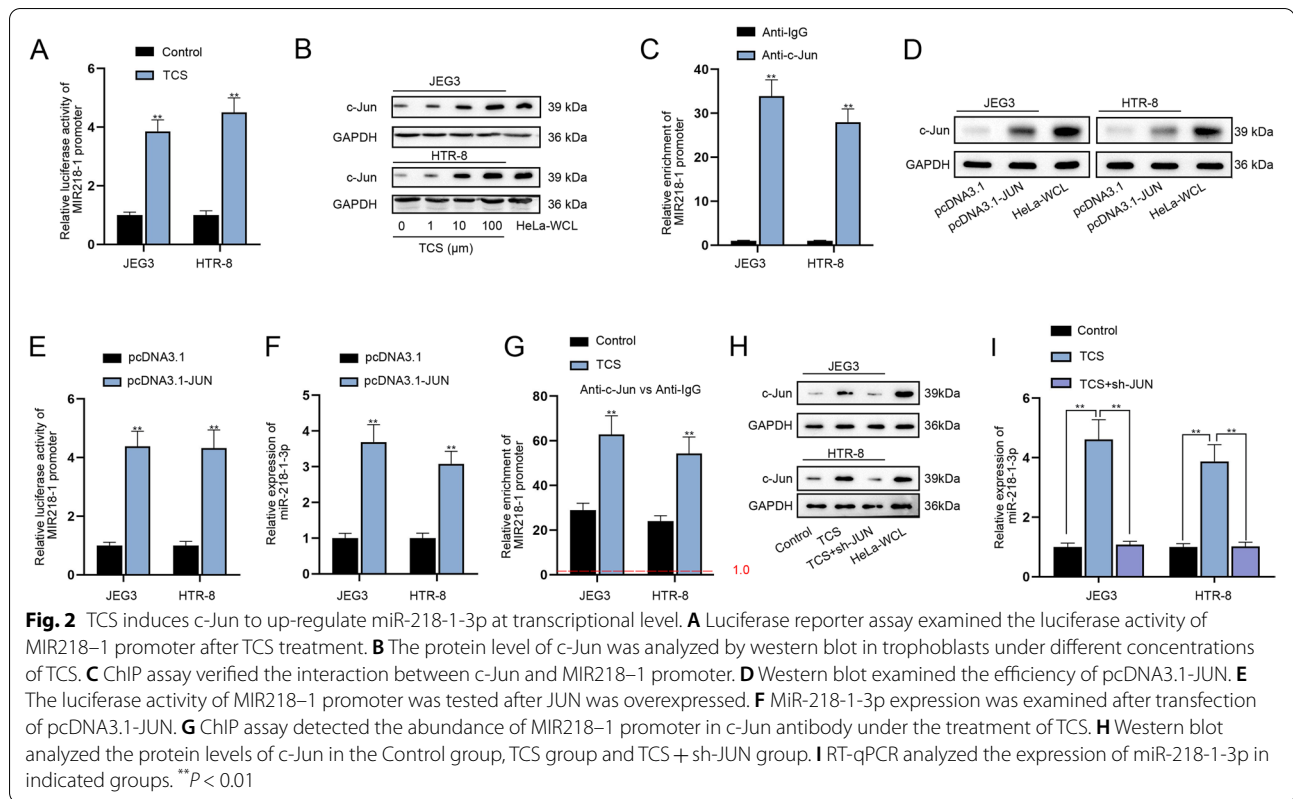 A
Control
TCS
Relative luciferase activity of
MIR218-1 promoter
6
4
2
0
**
**
JEG3
HTR-8
B
JEG3
c-Jun
39 kDa
GAPDH
36 kDa
HTR-8
c-Jun
39 kDa
GAPDH
36 kDa
0 1 10 100 HeLa-WCL
TCS (μm)
C
Anti-IgG
Anti-c-Jun
Relative enrichment of
MIR218-1 promoter
40
30
20
10
0
**
**
JEG3
HTR-8
D
JEG3
HTR-8
c-Jun
39 kDa
GAPDH
36 kDa
pcDNA3.1
pcDNA3.1-JUN
HeLa-WCL
pcDNA3.1
pcDNA3.1-JUN
HeLa-WCL
E
pcDNA3.1
pcDNA3.1-JUN
Relative luciferase activity of
MIR218-1 promoter
6
4
2
0
**
**
JEG3
HTR-8
F
pcDNA3.1
pcDNA3.1-JUN
Relative expression of
miR-218-1-3p
5
4
3
2
1
0
**
**
JEG3
HTR-8
G
Control
TCS
Anti-c-Jun vs Anti-IgG
Relative enrichment of
MIR218-1 promoter
80
60
40
20
0
**
**
1.0
JEG3
HTR-8
H
JEG3
c-Jun
39kDa
GAPDH
36kDa
HTR-8
c-Jun
39kDa
GAPDH
36kDa
Control
TCS
TCS+sh-JUN
HeLa-WCL
I
Control
TCS
TCS+sh-JUN
Relative expression of
miR-218-1-3p
6
4
2
0
** **
** **
JEG3
HTR-8
Fig. 2 TCS induces c-Jun to up-regulate miR-218-1-3p at transcriptional level. A Luciferase reporter assay examined the luciferase activity of
MIR218–1 promoter after TCS treatment. B The protein level of c-Jun was analyzed by western blot in trophoblasts under different concentrations
of TCS. C ChIP assay verified the interaction between c-Jun and MIR218–1 promoter. D Western blot examined the efficiency of pcDNA3.1-JUN. E
The luciferase activity of MIR218–1 promoter was tested after JUN was overexpressed. F MiR-218-1-3p expression was examined after transfection
of pcDNA3.1-JUN. G ChIP assay detected the abundance of MIR218–1 promoter in c-Jun antibody under the treatment of TCS. H Western blot
analyzed the protein levels of c-Jun in the Control group, TCS group and TCS + sh-JUN group. I RT-qPCR analyzed the expression of miR-218-1-3p in
indicated groups. **P < 0.01